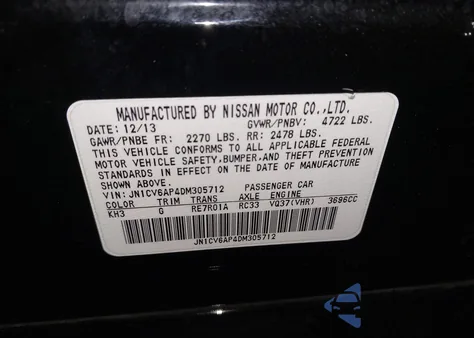 MANUFACTURED BY NISSAN MOTOR CO.,LTD.
DATE: 12/13 GVWR/PNBV: 4722 LBS.
GAWR/PNBE FR: 2270 LBS. RR: 2478 LBS.
THIS VEHICLE CONFORMS TO ALL APPLICABLE FEDERAL
MOTOR VEHICLE SAFETY, BUMPER, AND THEFT PREVENTION
STANDARDS IN EFFECT ON THE DATE OF MANUFACTURE
SHOWN ABOVE.
VIN: JN1CV6AP4DM305712 PASSENGER CAR
COLOR TRIM TRANS AXLE ENGINE
KH3 G RE7R01A RC33 VQ37(VHR) 3696CC
JN1CV6AP4DM305712